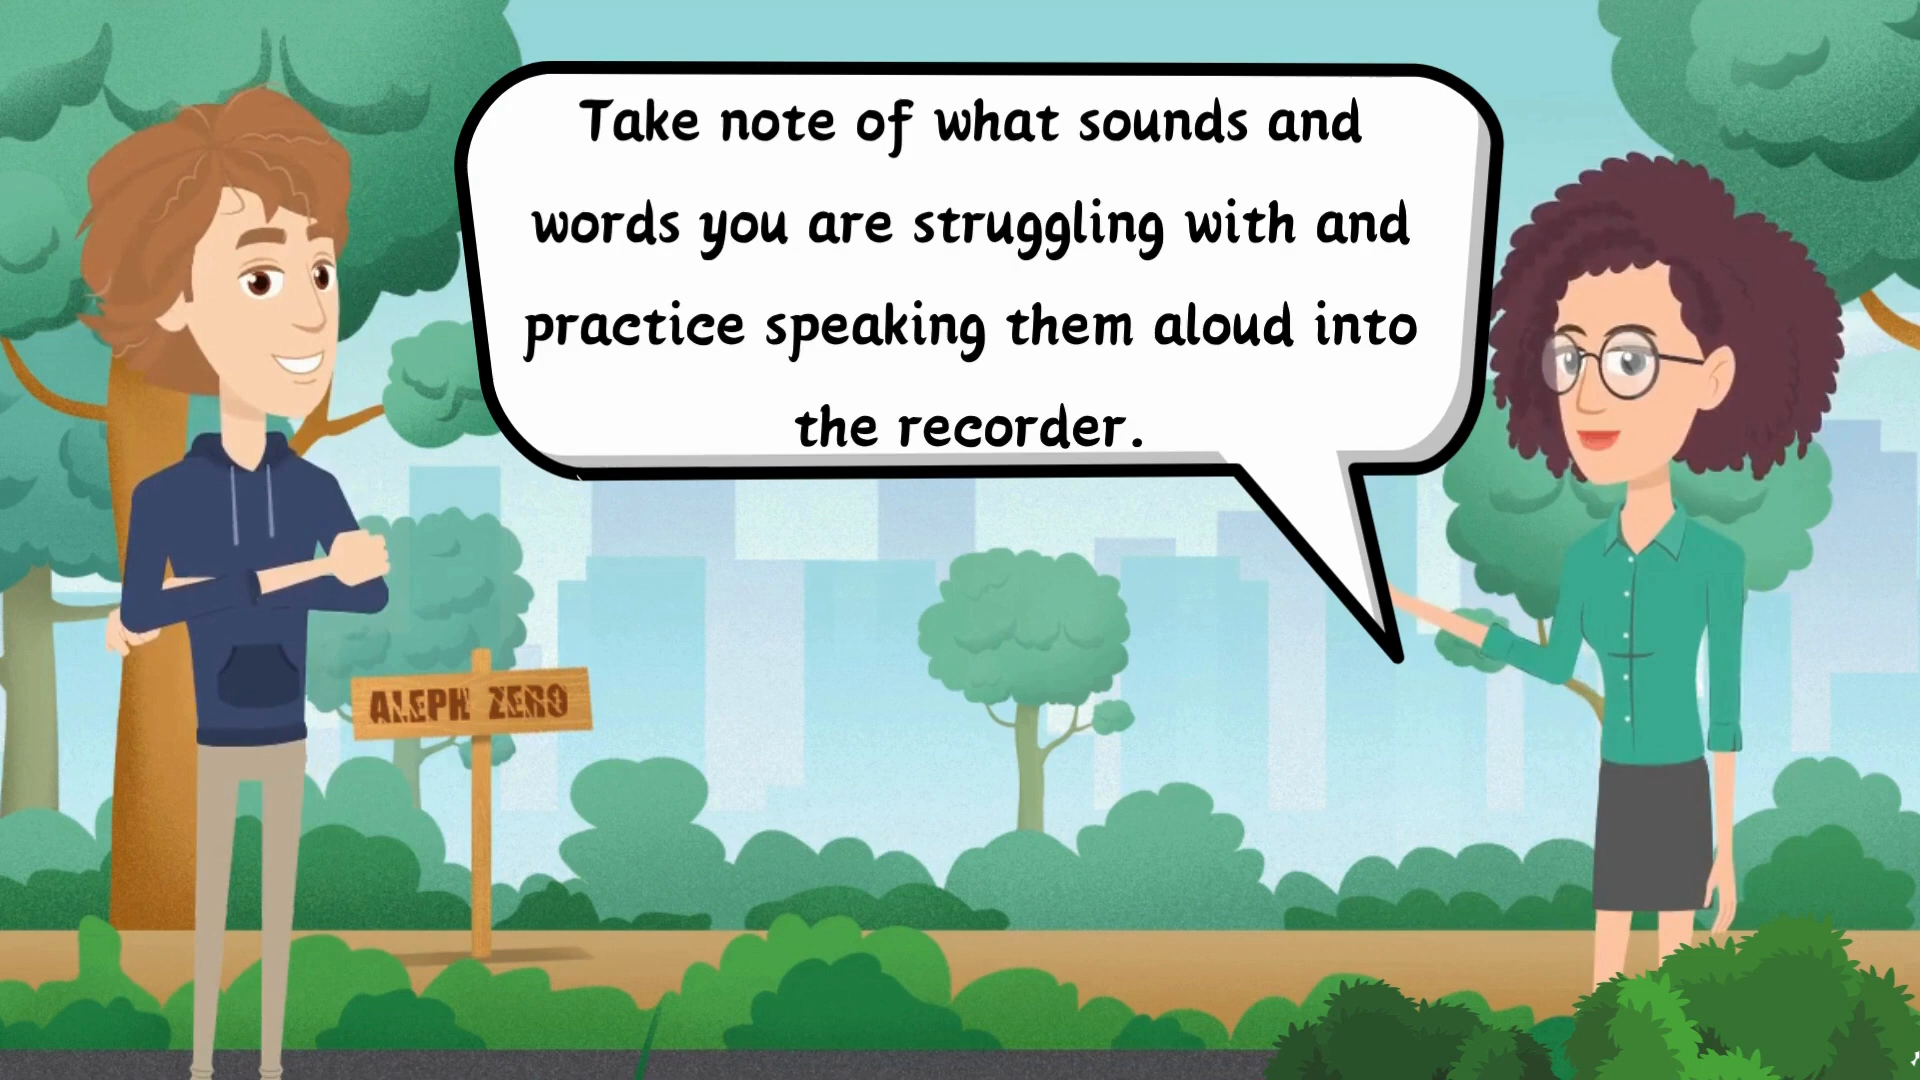 Take note of what sounds and
words you are struggling with and
practice speaking them aloud into
the recorder.
ALEPH ZERO